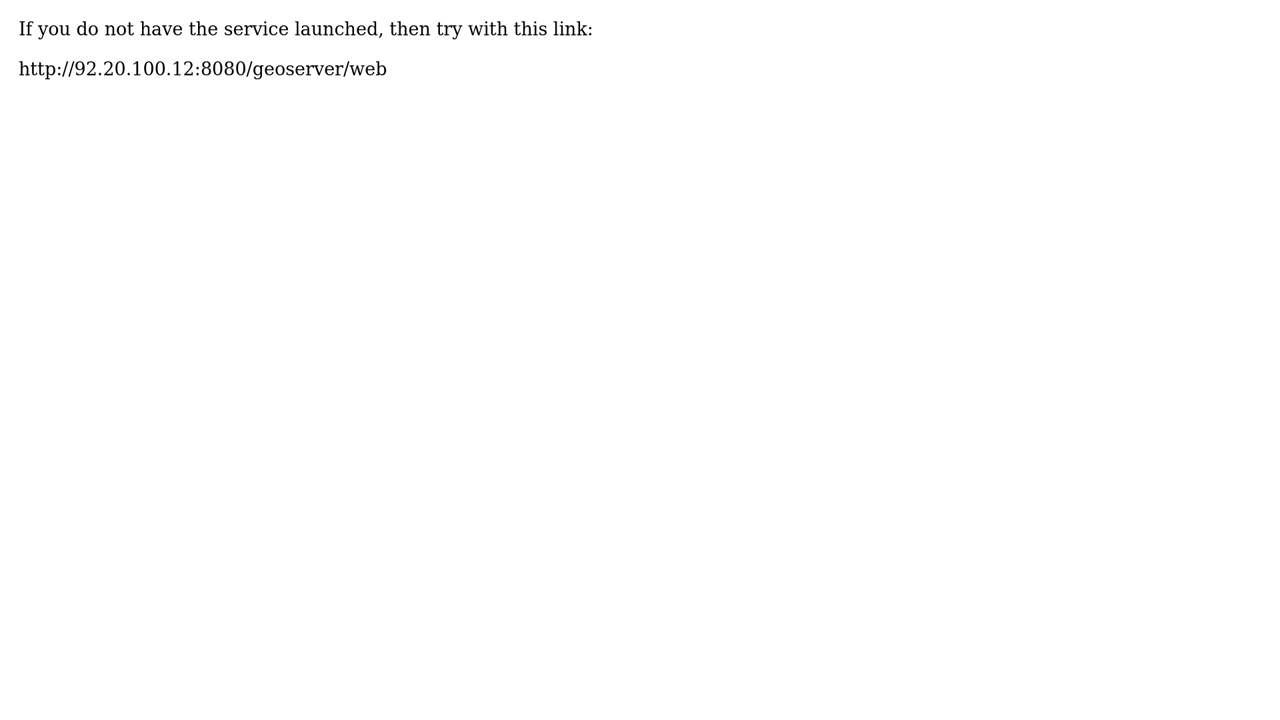 If you do not have the service launched, then try with this link:
http://92.20.100.12:8080/geoserver/web